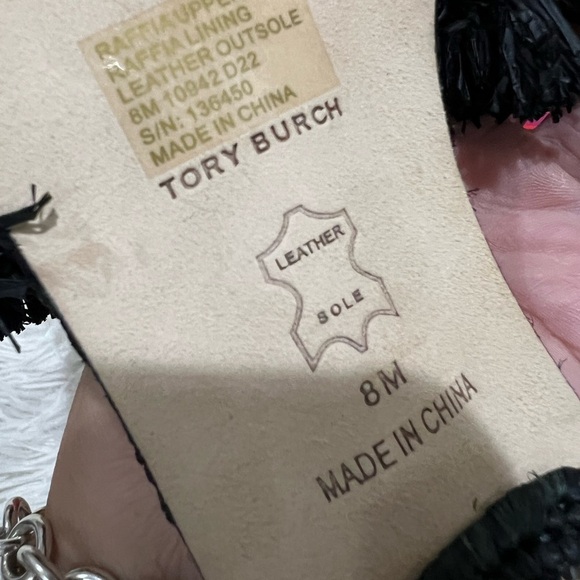 RAFFIA UPPER
RAFFIA LINING
LEATHER OUTSOLE
8M 10942 D22
S/N: 136450
MADE IN CHINA
TORY BURCH
LEATHER
SOLE
8M
MADE IN CHINA